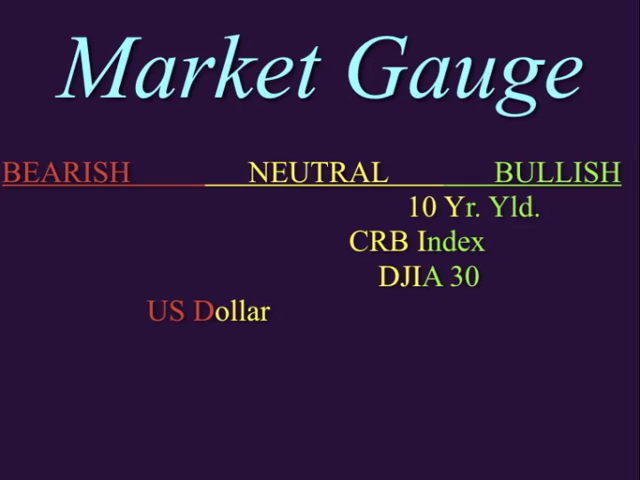 Market Gauge
BEARISH NEUTRAL BULLISH
10 Yr. Yld.
CRB Index
DJIA 30
US Dollar